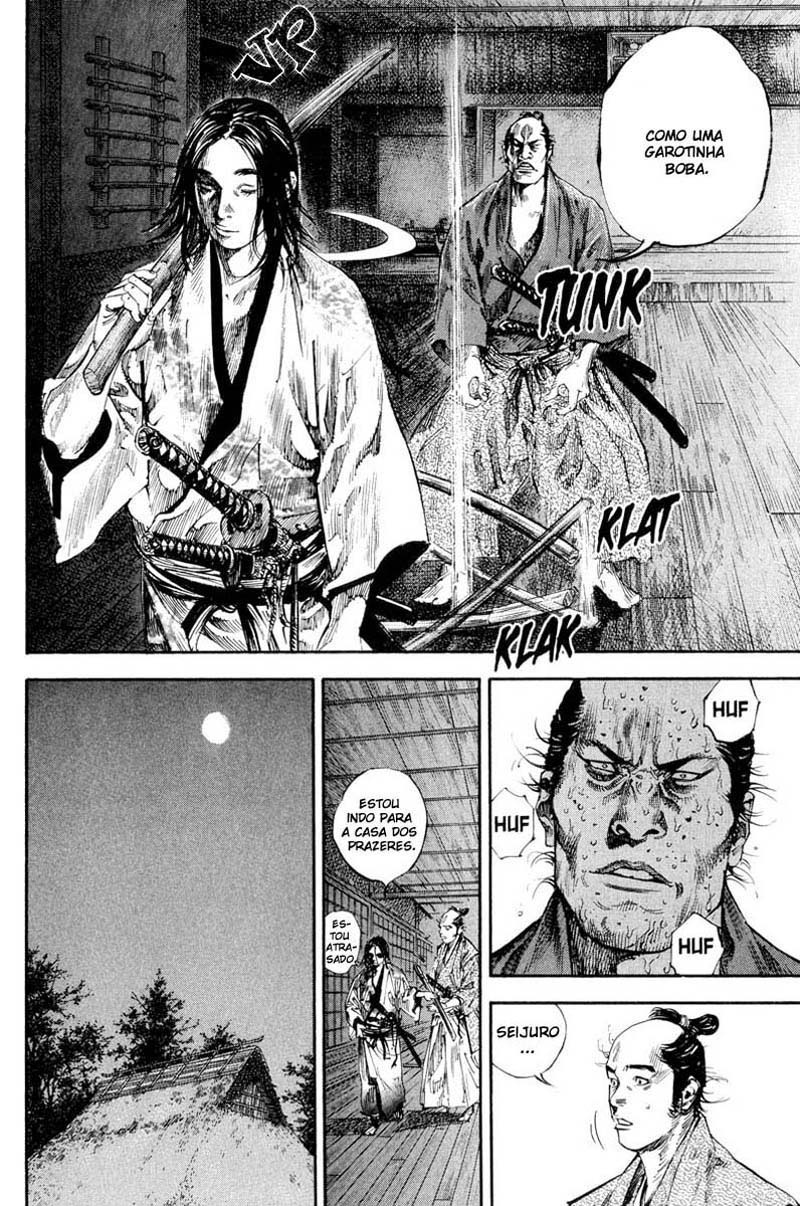 VP
COMO UMA
GAROTINHA
BOBA.
TUNK
KLAT
KLAK
HUF
HUF
HUF
SEIJURO
...
ESTOU
INDO PARA
A CASA DOS
PRAZERES.
ES-
TOU
ATRA-
SADO.